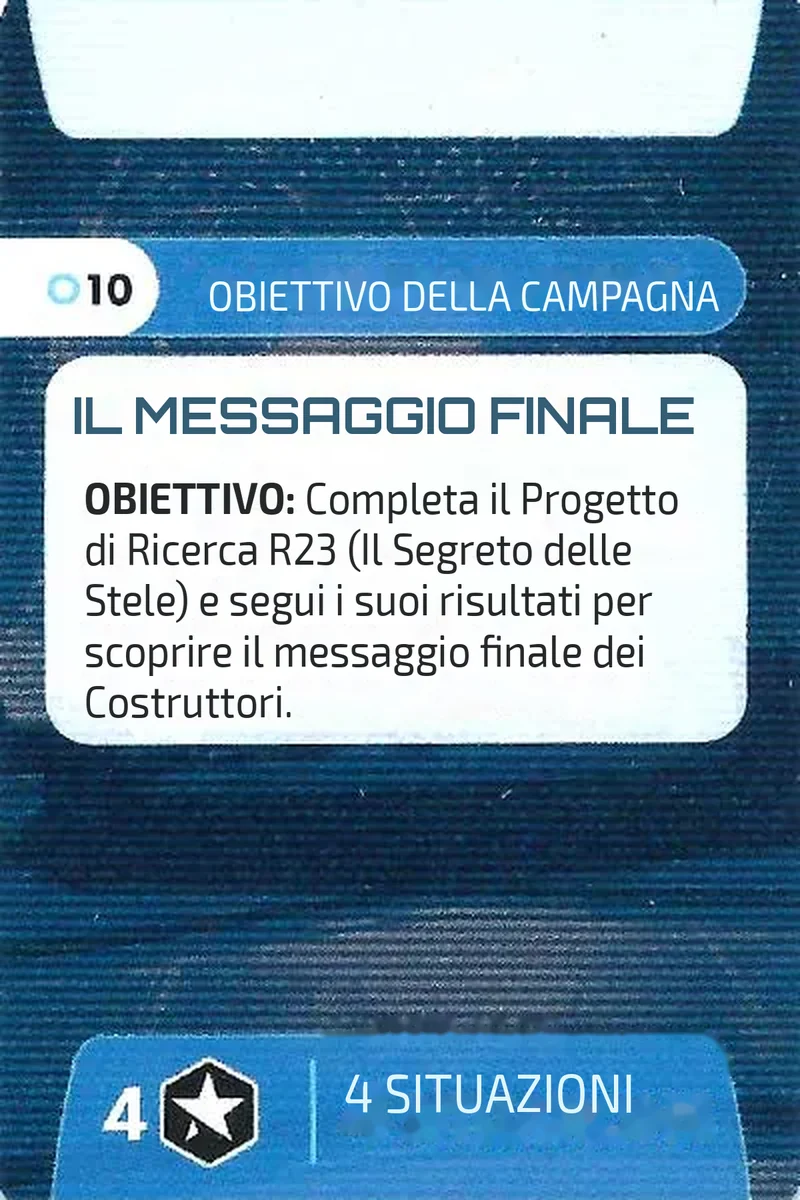 10
OBIETTIVO DELLA CAMPAGNA
IL MESSAGGIO FINALE
OBIETTIVO: Completa il Progetto
di Ricerca R23 (Il Segreto delle
Stele) e segui i suoi risultati per
scoprire il messaggio finale dei
Costruttori.
4
4 SITUAZIONI